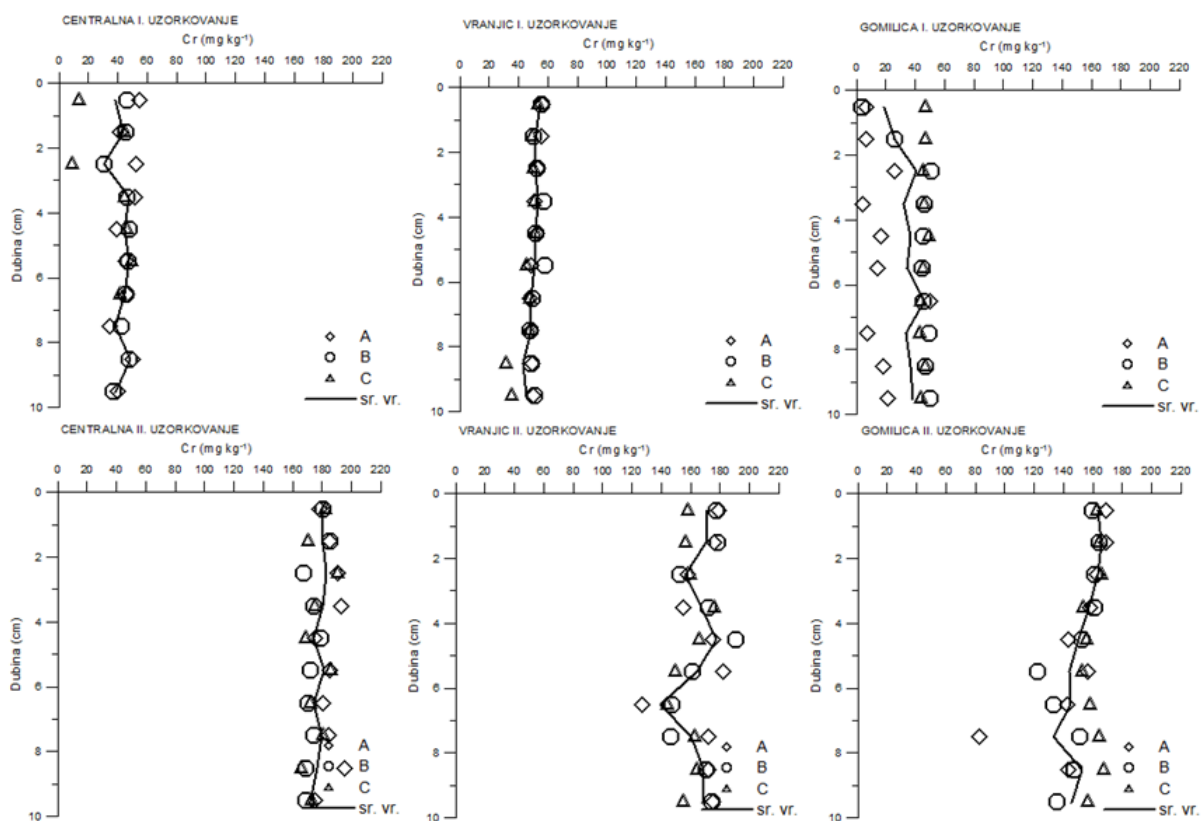 CENTRALNA I. UZORKOVANJE
Cr (mg kg⁻¹)
0 20 40 60 80 100 120 140 160 180 200 220
Dubina (cm)
0
2
4
6
8
10
A
B
C
sr. vr.
VRANJIC I. UZORKOVANJE
Cr (mg kg⁻¹)
0 20 40 60 80 100 120 140 160 180 200 220
Dubina (cm)
0
2
4
6
8
10
A
B
C
sr. vr.
GOMILICA I. UZORKOVANJE
Cr (mg kg⁻¹)
0 20 40 60 80 100 120 140 160 180 200 220
Dubina (cm)
0
2
4
6
8
10
A
B
C
sr. vr.
CENTRALNA II. UZORKOVANJE
Cr (mg kg⁻¹)
0 20 40 60 80 100 120 140 160 180 200 220
Dubina (cm)
0
2
4
6
8
10
A
B
C
sr. vr.
VRANJIC II. UZORKOVANJE
Cr (mg kg⁻¹)
0 20 40 60 80 100 120 140 160 180 200 220
Dubina (cm)
0
2
4
6
8
10
A
B
C
sr. vr.
GOMILICA II. UZORKOVANJE
Cr (mg kg⁻¹)
0 20 40 60 80 100 120 140 160 180 200 220
Dubina (cm)
0
2
4
6
8
10
A
B
C
sr. vr.